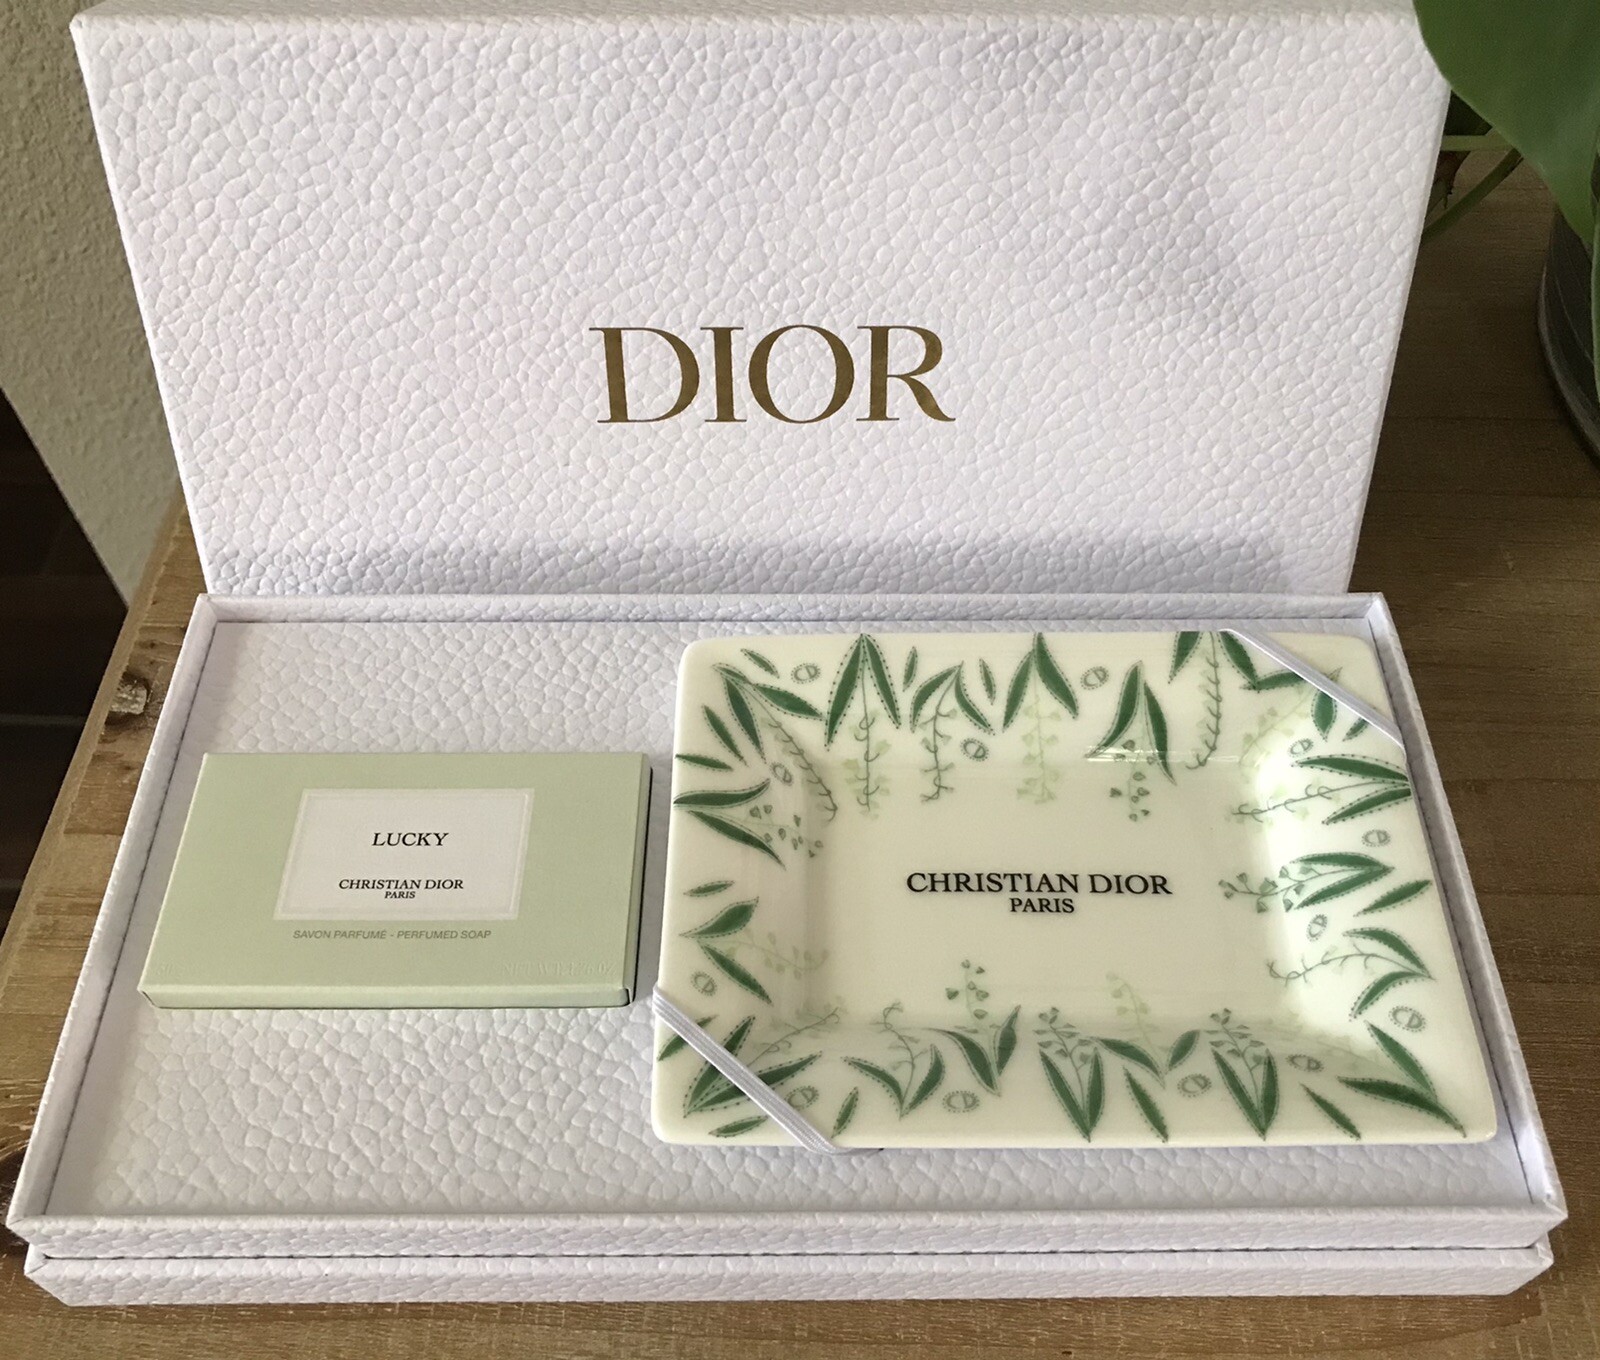 DIOR
LUCKY
CHRISTIAN DIOR
PARIS
SAVON PARFUMÉ - PERFUMED SOAP
CHRISTIAN DIOR
PARIS